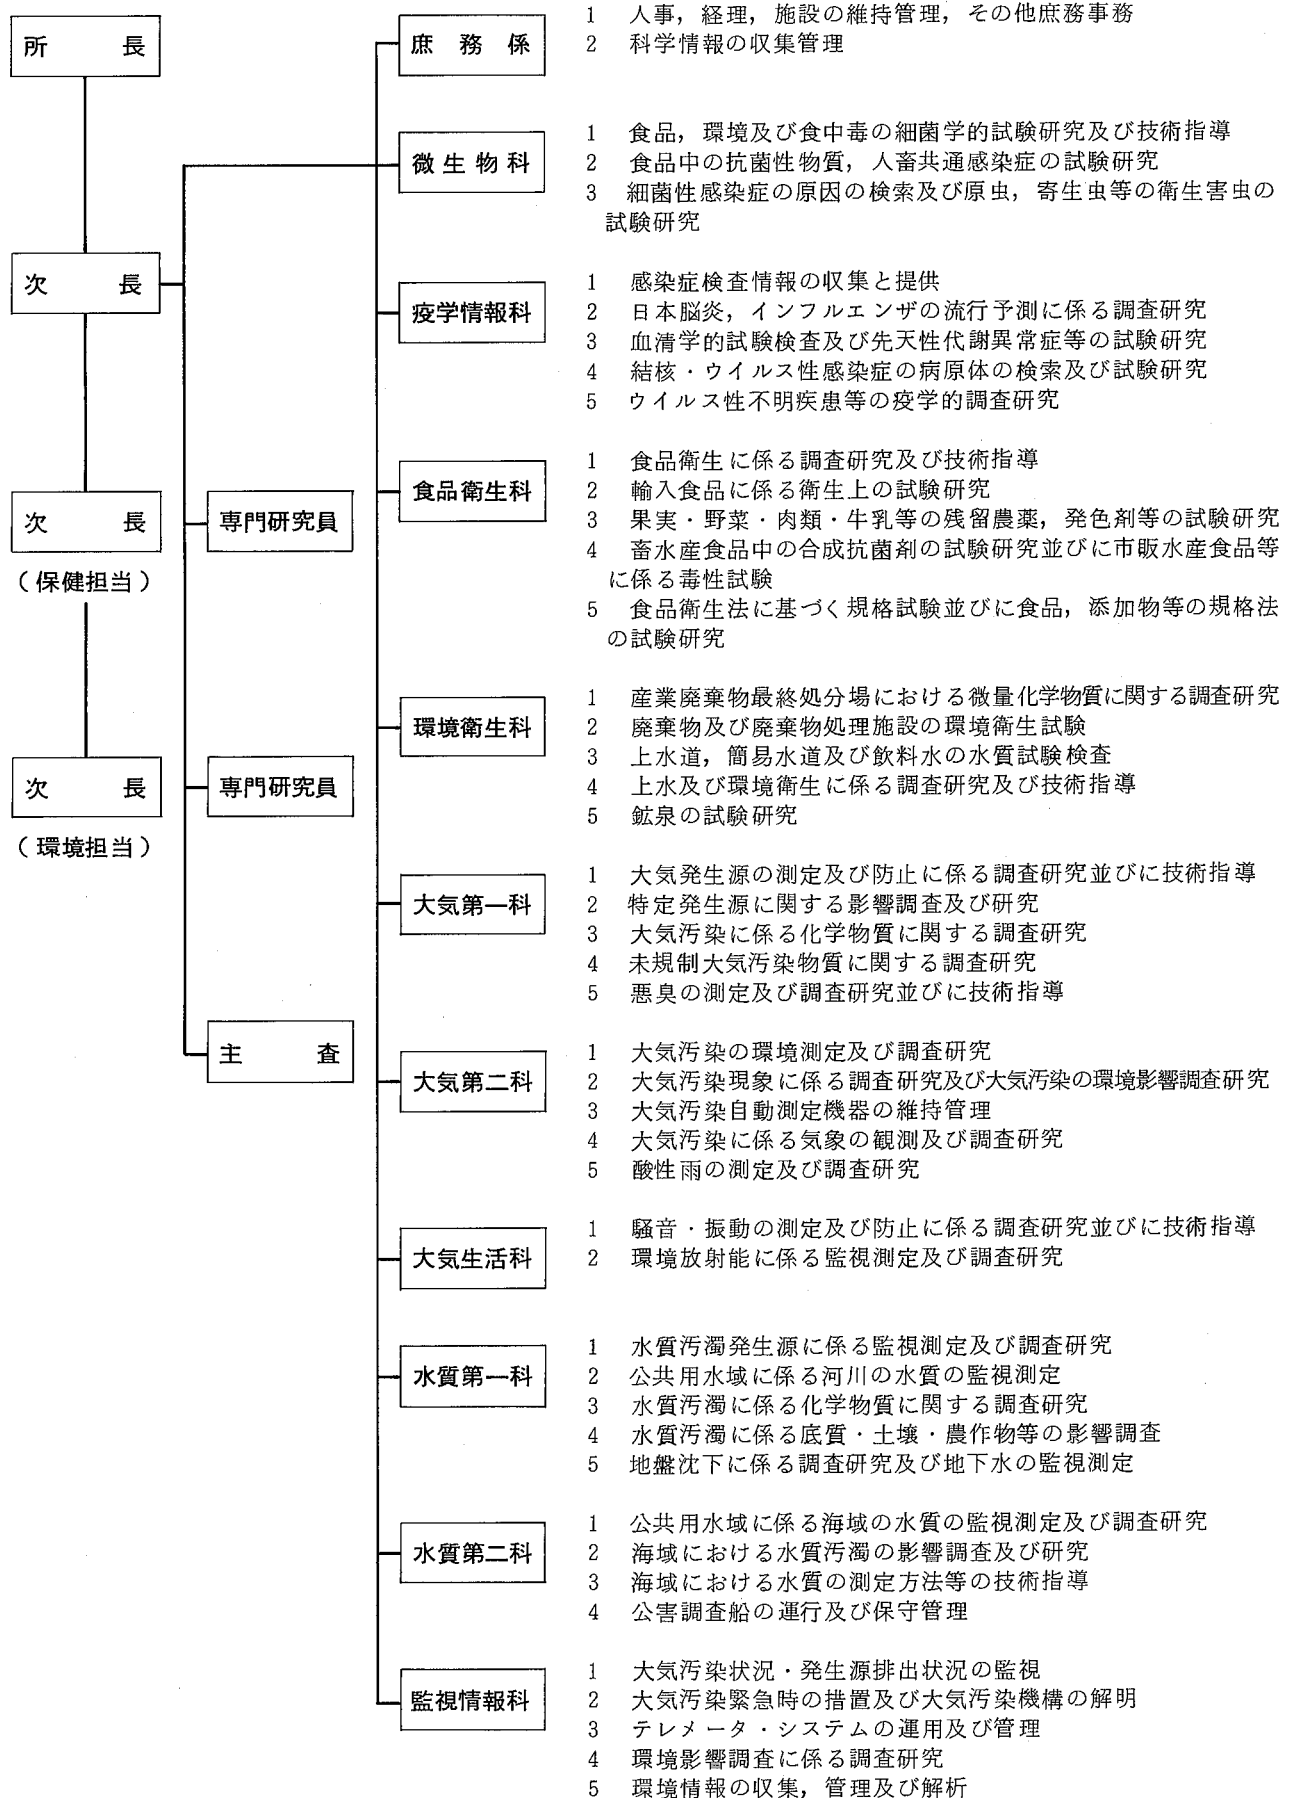 所　　長
次　　長
次　　長
（保健担当）
次　　長
（環境担当）
専門研究員
専門研究員
主　　査
庶　務　係
1　人事，経理，施設の維持管理，その他庶務事務
2　科学情報の収集管理
微生物科
1　食品，環境及び食中毒の細菌学的試験研究及び技術指導
2　食品中の抗菌性物質，人畜共通感染症の試験研究
3　細菌性感染症の原因の検索及び原虫，寄生虫等の衛生害虫の
試験研究
疫学情報科
1　感染症検査情報の収集と提供
2　日本脳炎，インフルエンザの流行予測に係る調査研究
3　血清学的試験検査及び先天性代謝異常症等の試験研究
4　結核・ウイルス性感染症の病原体の検索及び試験研究
5　ウイルス性不明疾患等の疫学的調査研究
食品衛生科
1　食品衛生に係る調査研究及び技術指導
2　輸入食品に係る衛生上の試験研究
3　果実・野菜・肉類・牛乳等の残留農薬，発色剤等の試験研究
4　畜水産食品中の合成抗菌剤の試験研究並びに市販水産食品等
に係る毒性試験
5　食品衛生法に基づく規格試験並びに食品，添加物等の規格法
の試験研究
環境衛生科
1　産業廃棄物最終処分場における微量化学物質に関する調査研究
2　廃棄物及び廃棄物処理施設の環境衛生試験
3　上水道，簡易水道及び飲料水の水質試験検査
4　上水及び環境衛生に係る調査研究及び技術指導
5　鉱泉の試験研究
大気第一科
1　大気発生源の測定及び防止に係る調査研究並びに技術指導
2　特定発生源に関する影響調査及び研究
3　大気汚染に係る化学物質に関する調査研究
4　未規制大気汚染物質に関する調査研究
5　悪臭の測定及び調査研究並びに技術指導
大気第二科
1　大気汚染の環境測定及び調査研究
2　大気汚染現象に係る調査研究及び大気汚染の環境影響調査研究
3　大気汚染自動測定機器の維持管理
4　大気汚染に係る気象の観測及び調査研究
5　酸性雨の測定及び調査研究
大気生活科
1　騒音・振動の測定及び防止に係る調査研究並びに技術指導
2　環境放射能に係る監視測定及び調査研究
水質第一科
1　水質汚濁発生源に係る監視測定及び調査研究
2　公共用水域に係る河川の水質の監視測定
3　水質汚濁に係る化学物質に関する調査研究
4　水質汚濁に係る底質・土壌・農作物等の影響調査
5　地盤沈下に係る調査研究及び地下水の監視測定
水質第二科
1　公共用水域に係る海域の水質の監視測定及び調査研究
2　海域における水質汚濁の影響調査及び研究
3　海域における水質の測定方法等の技術指導
4　公害調査船の運行及び保守管理
監視情報科
1　大気汚染状況・発生源排出状況の監視
2　大気汚染緊急時の措置及び大気汚染機構の解明
3　テレメータ・システムの運用及び管理
4　環境影響調査に係る調査研究
5　環境情報の収集，管理及び解析